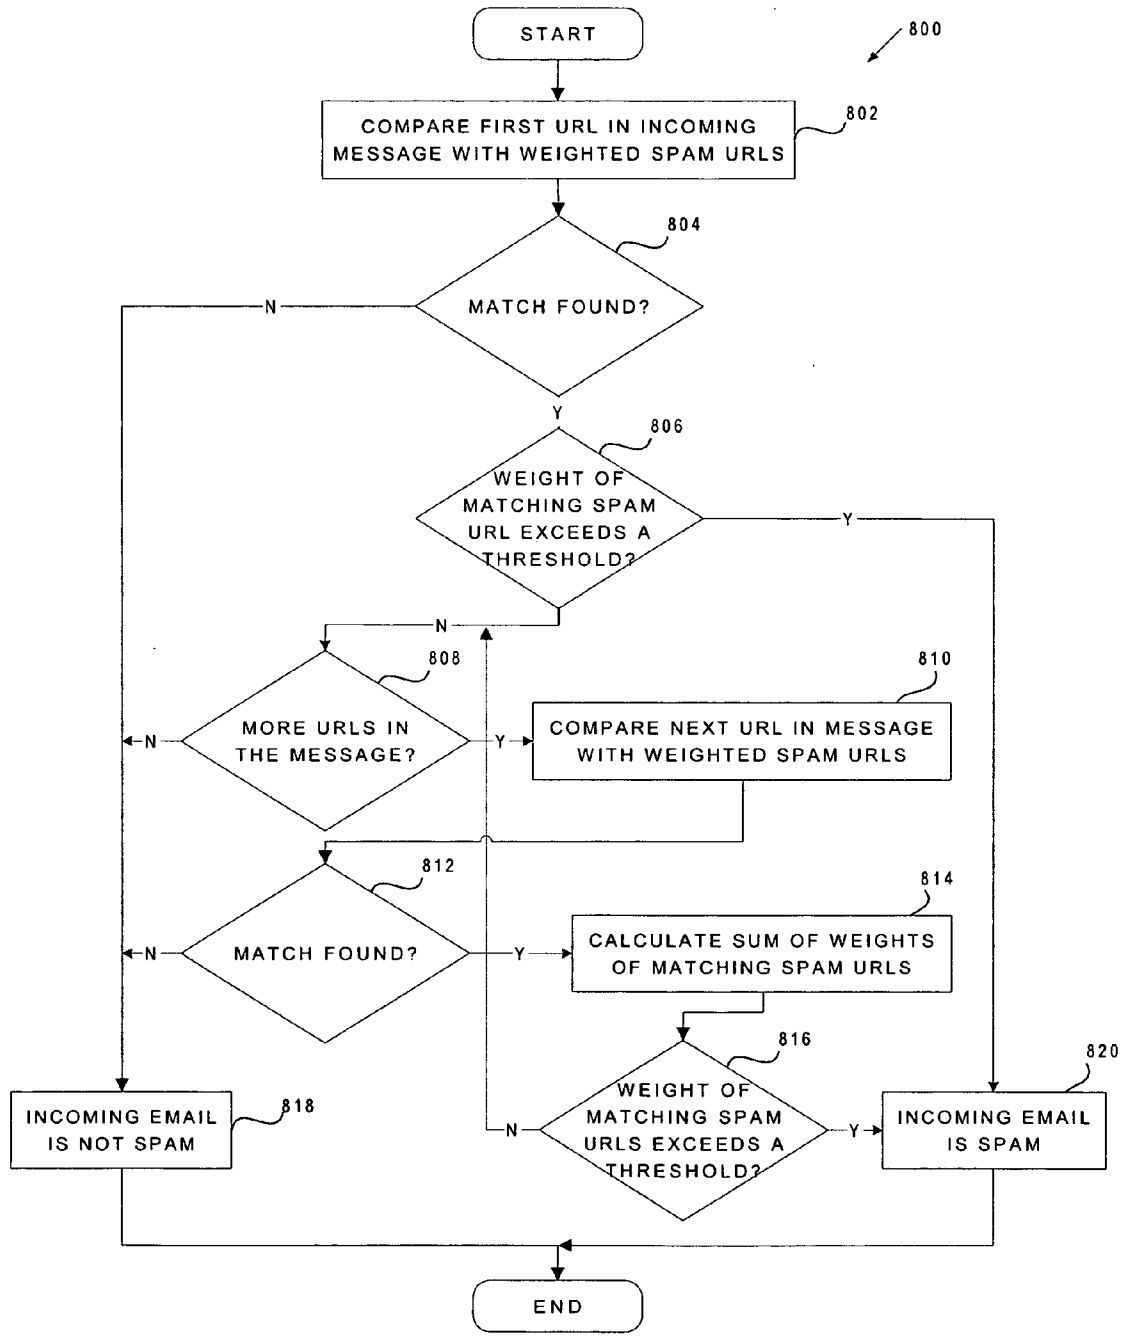 START
800
COMPARE FIRST URL IN INCOMING
MESSAGE WITH WEIGHTED SPAM URLS
802
804
MATCH FOUND?
N
Y
806
WEIGHT OF
MATCHING SPAM
URL EXCEEDS A
THRESHOLD?
Y
N
808
MORE URLS IN
THE MESSAGE?
N
Y
810
COMPARE NEXT URL IN MESSAGE
WITH WEIGHTED SPAM URLS
812
MATCH FOUND?
N
Y
814
CALCULATE SUM OF WEIGHTS
OF MATCHING SPAM URLS
816
WEIGHT OF
MATCHING SPAM
URLS EXCEEDS A
THRESHOLD?
N
Y
818
INCOMING EMAIL
IS NOT SPAM
820
INCOMING EMAIL
IS SPAM
END